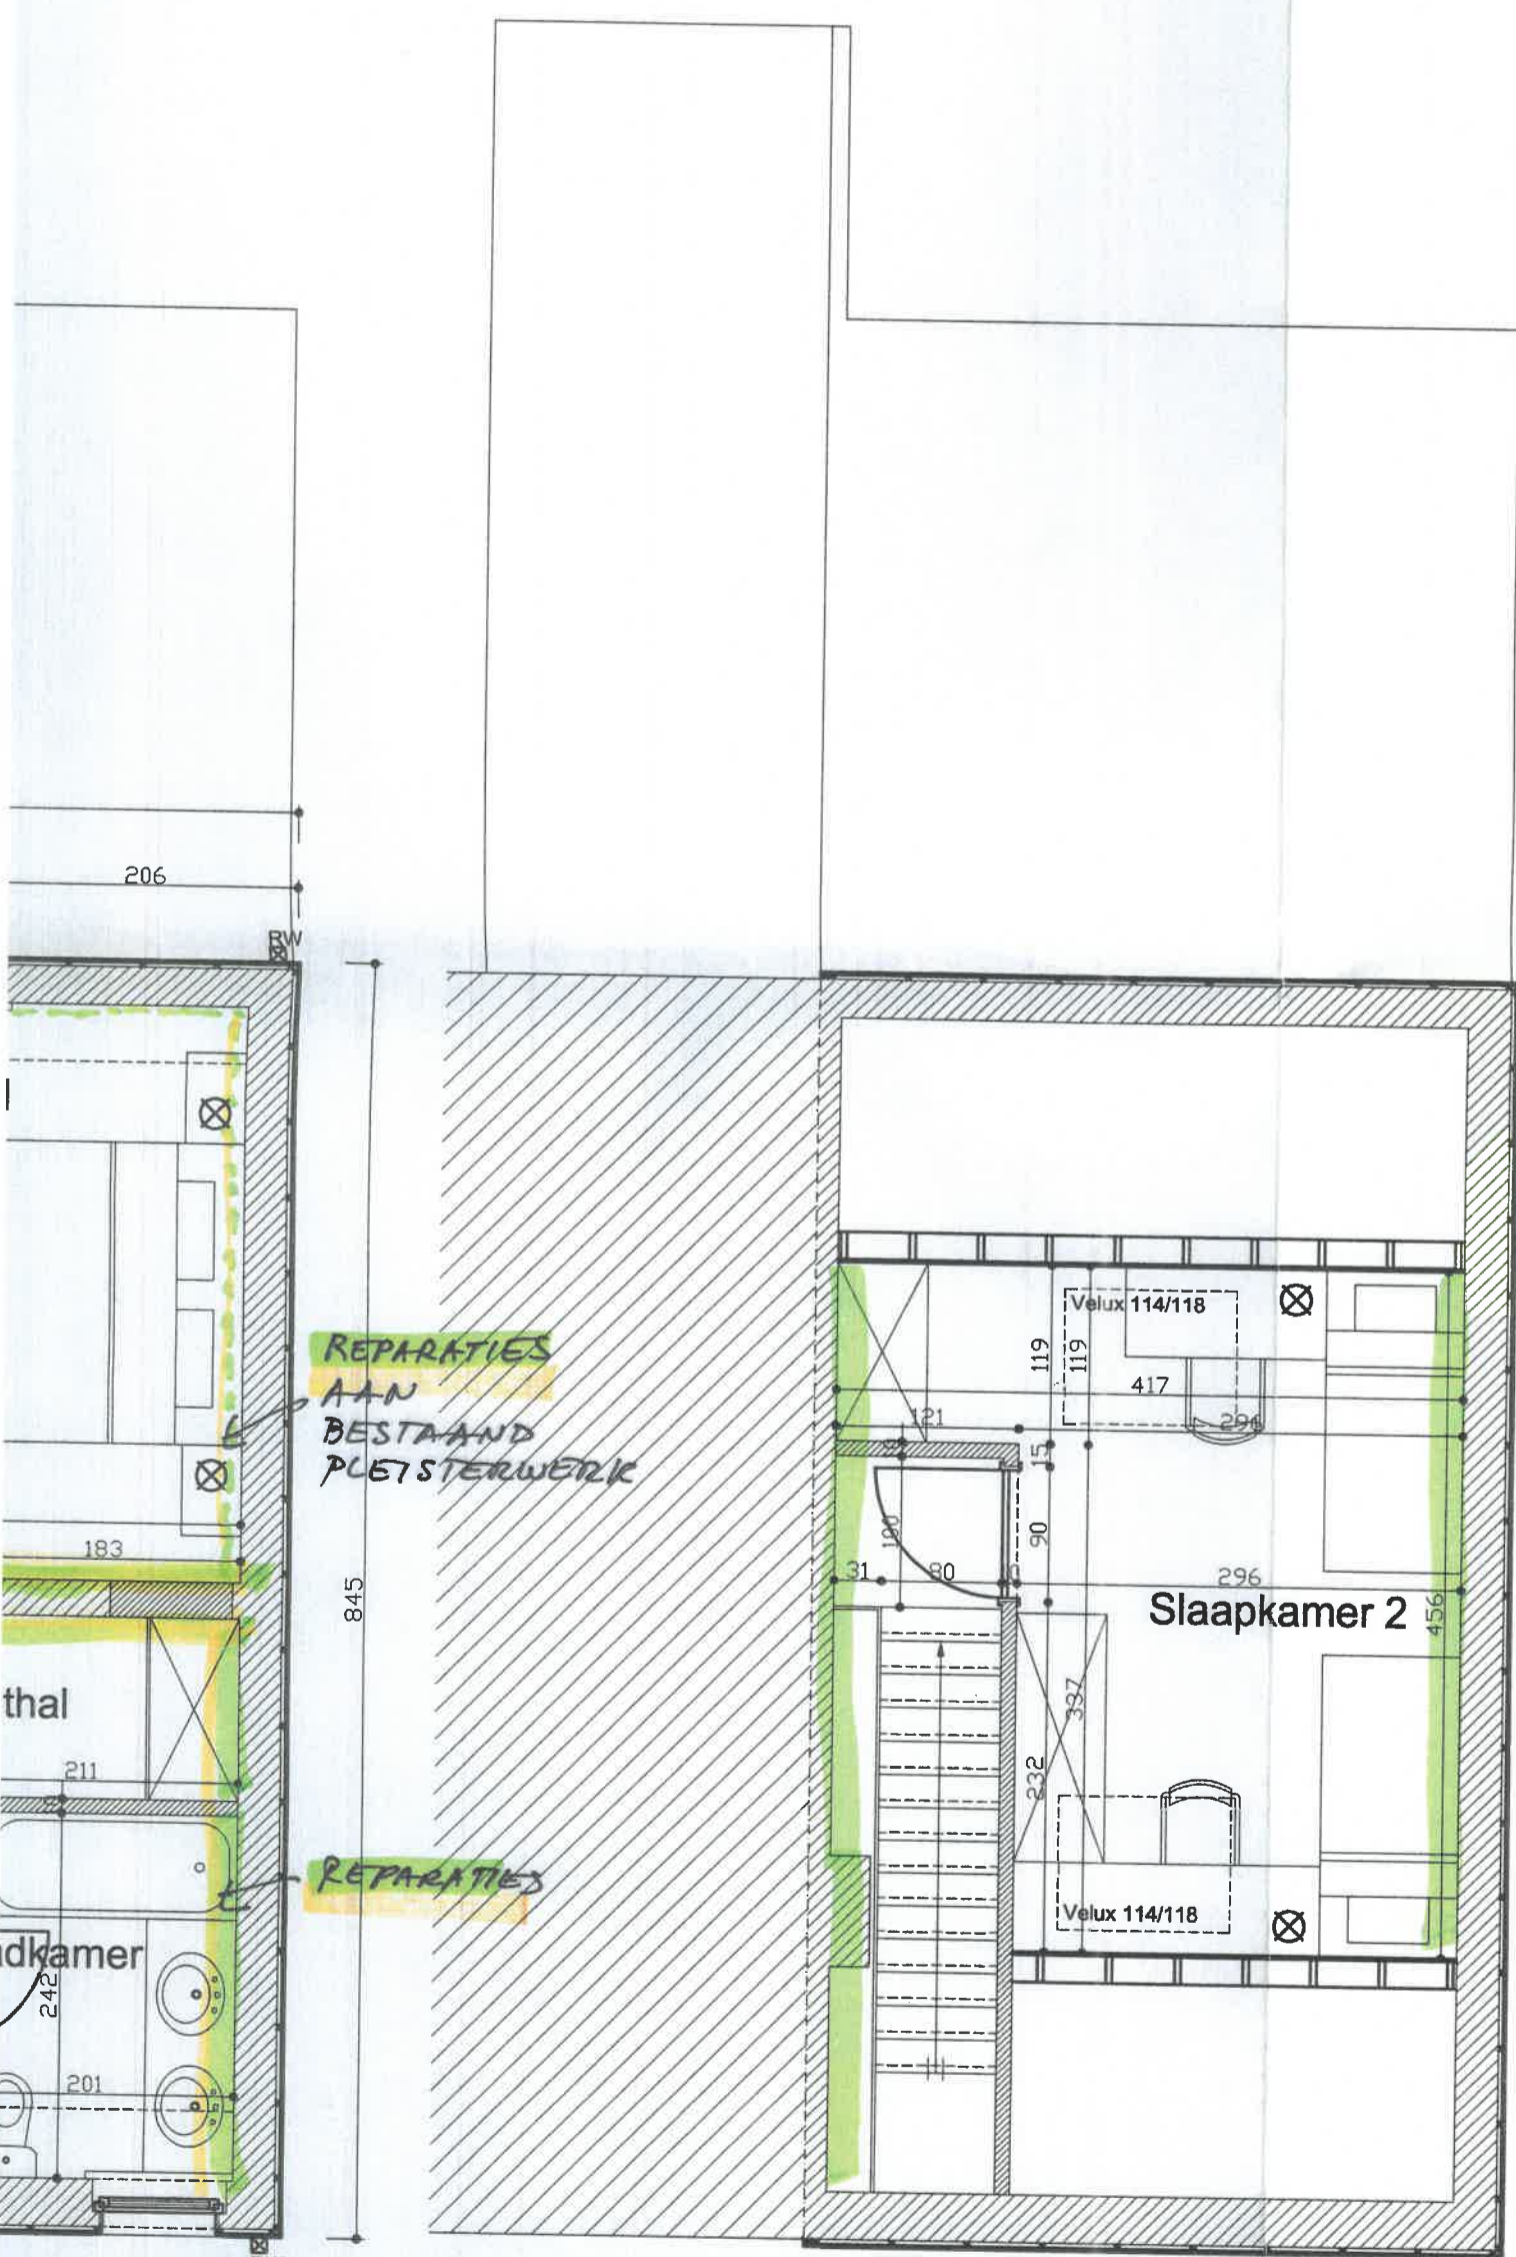 206
RW
REPARATIES
AAN
BESTAAND
PLEISTERWERK
183
845
thal
211
REPARATIES
adkamer
242
201
Velux 114/118
119
119
417
121
296
15
100
90
31
80
296
Slaapkamer 2
456
337
232
Velux 114/118